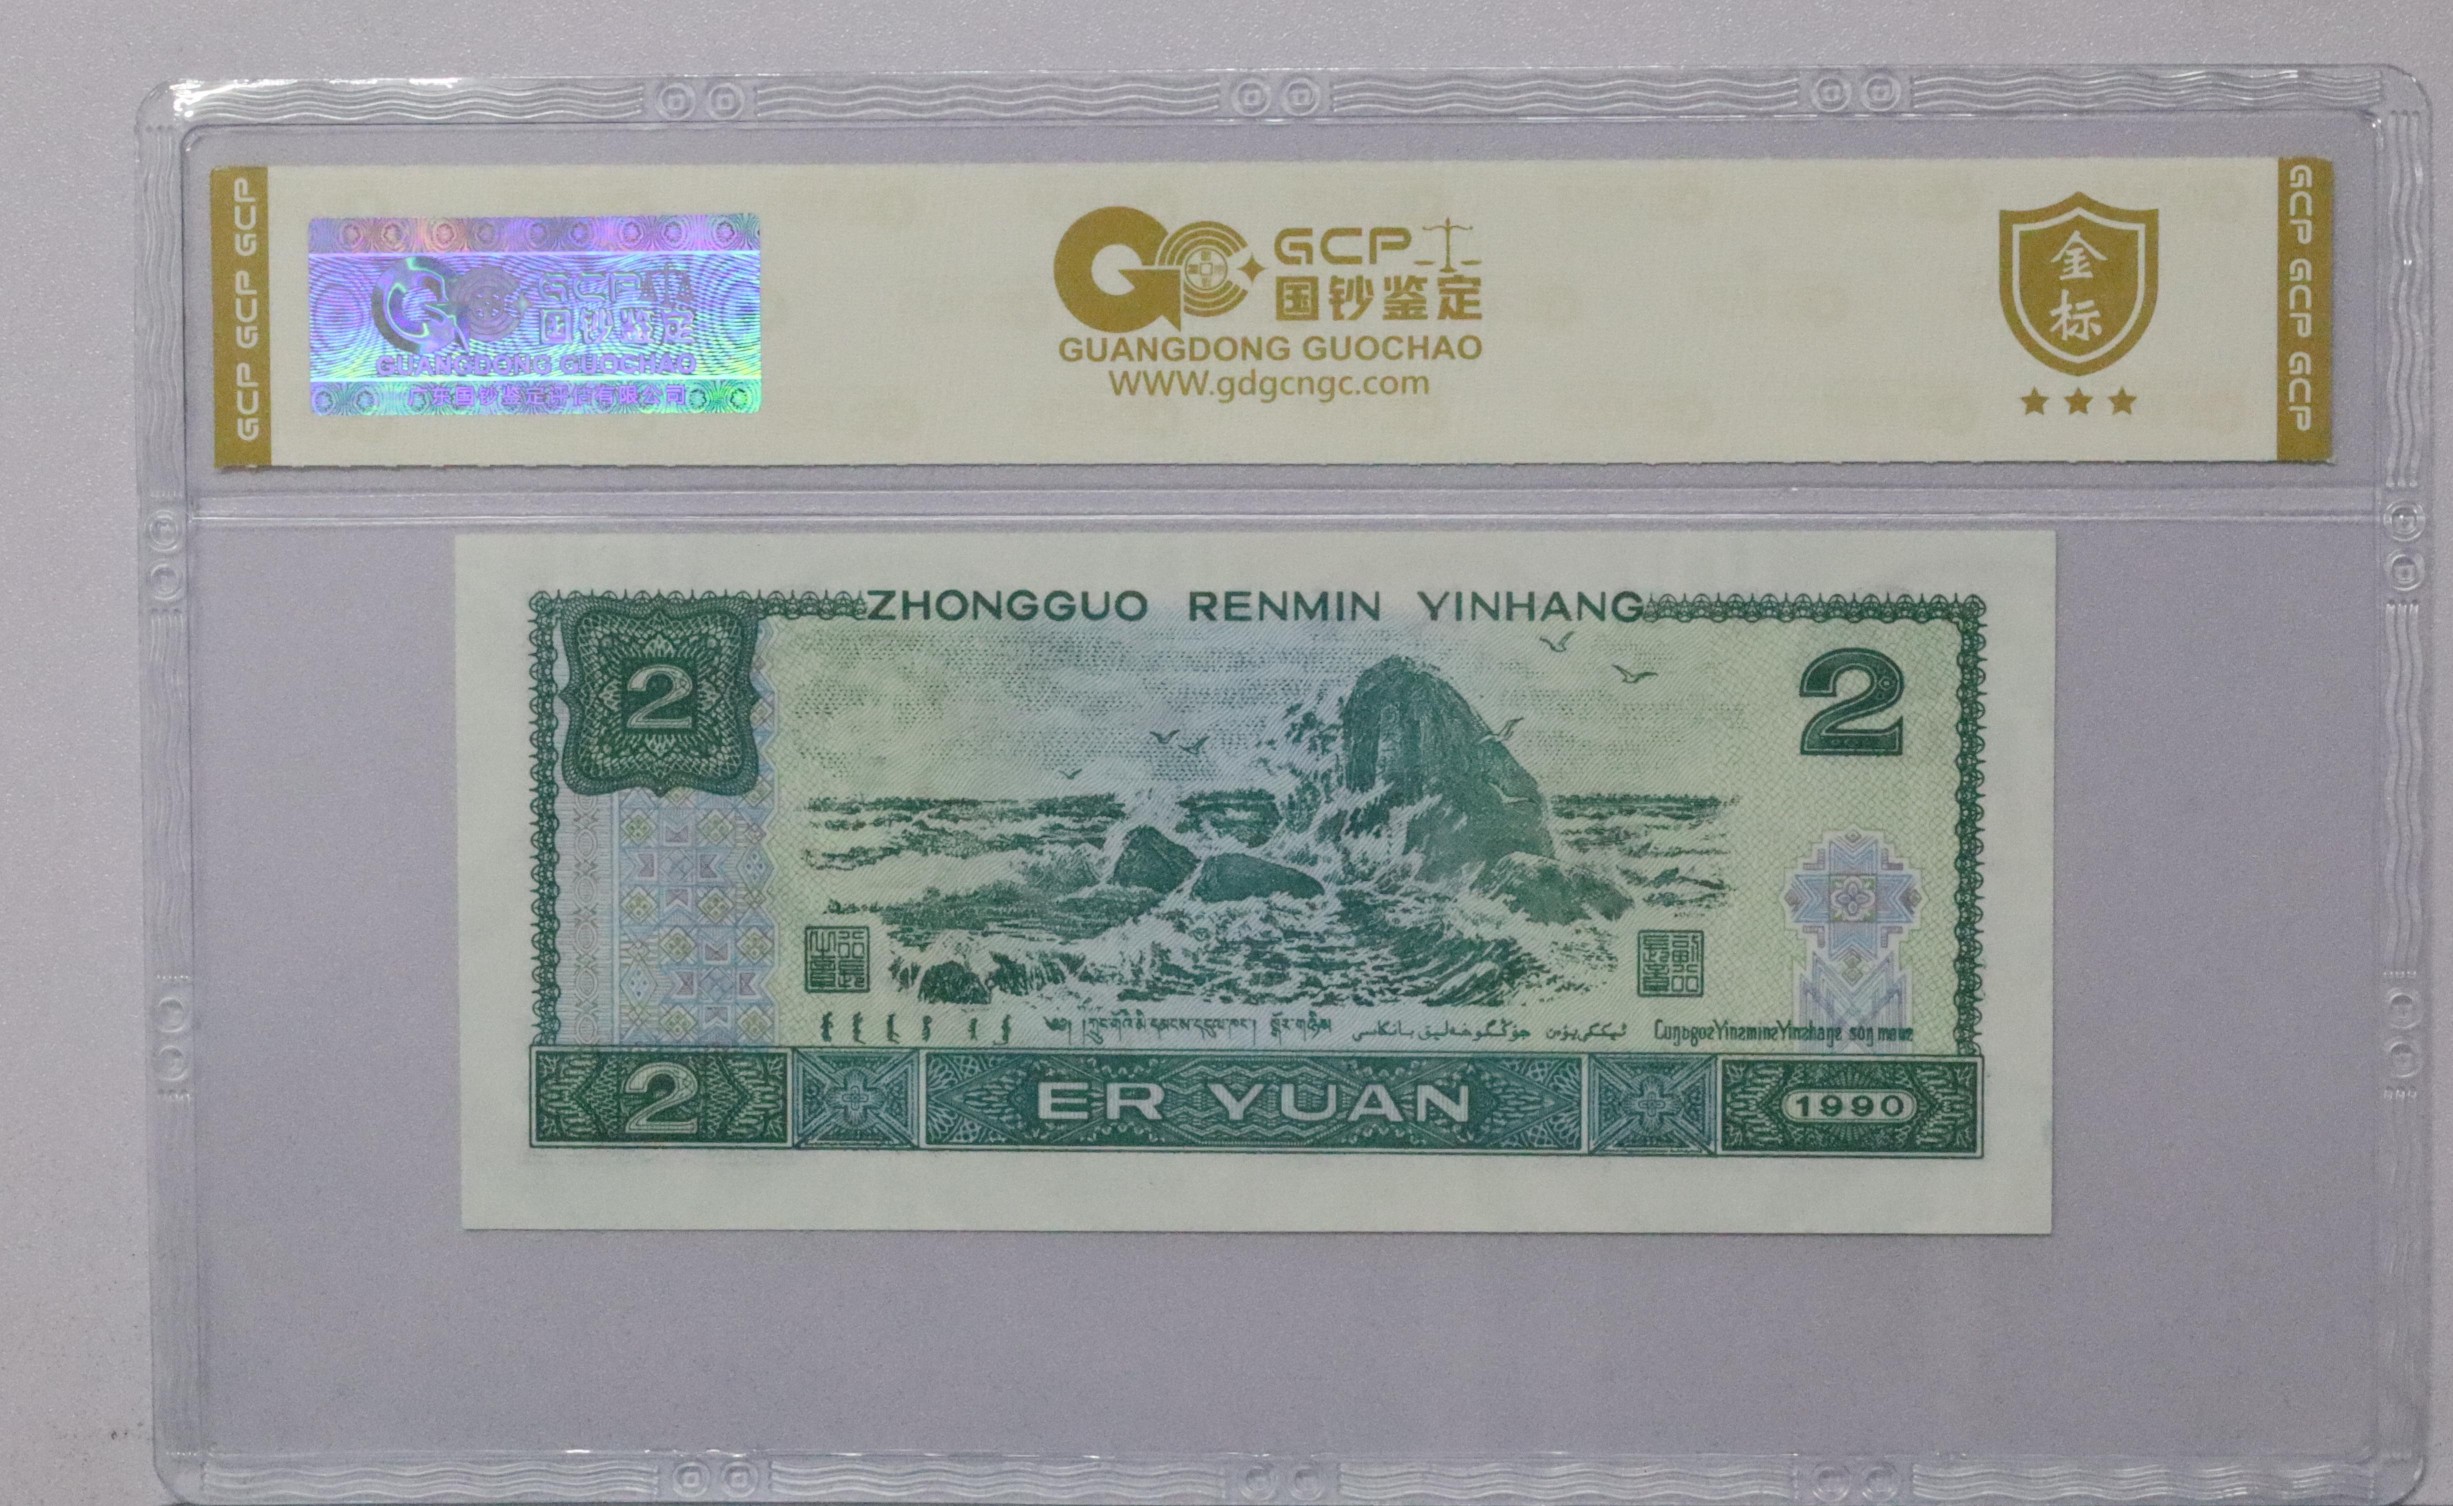 GCP GCP GCP
GCP
国钞鉴定
GUANGDONG GUOCHAO
广东国钞鉴定评估有限公司
GCP
国钞鉴定
GUANGDONG GUOCHAO
WWW.gdgcngc.com
金
标
GCP GCP GCP
ZHONGGUO RENMIN YINHANG
2
2
2
ER YUAN
1990